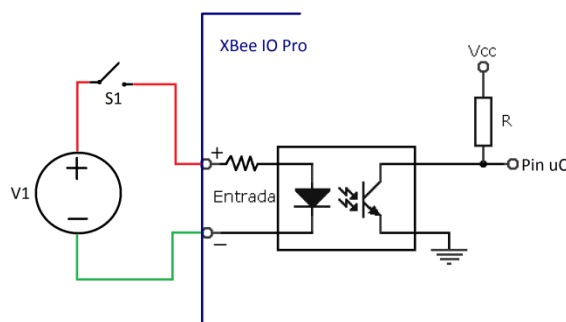 XBee IO Pro
Vcc
S1
R
+
Pin uC
V1
+
Entrada
−
−